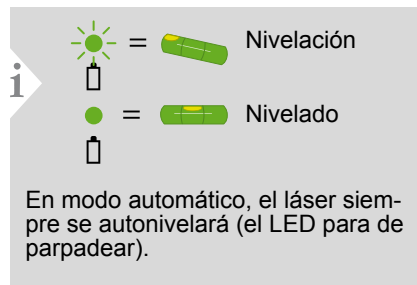 = Nivelación
i
= Nivelado
En modo automático, el láser siem-
pre se autonivelará (el LED para de
parpadear).